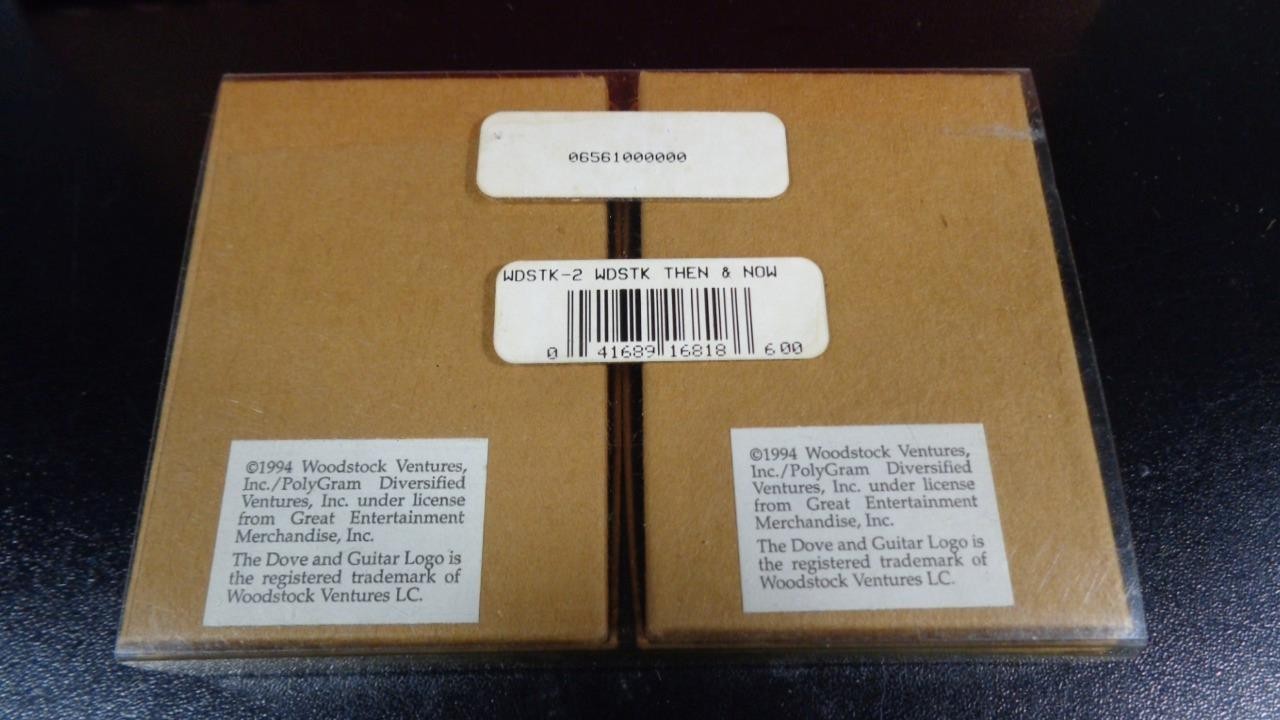 06561000000
WDSTK-2 WDSTK THEN & NOW
0 41689 16818 6 00
©1994 Woodstock Ventures,
Inc./PolyGram Diversified
Ventures, Inc. under license
from Great Entertainment
Merchandise, Inc.
The Dove and Guitar Logo is
the registered trademark of
Woodstock Ventures LC.
©1994 Woodstock Ventures,
Inc./PolyGram Diversified
Ventures, Inc. under license
from Great Entertainment
Merchandise, Inc.
The Dove and Guitar Logo is
the registered trademark of
Woodstock Ventures LC.